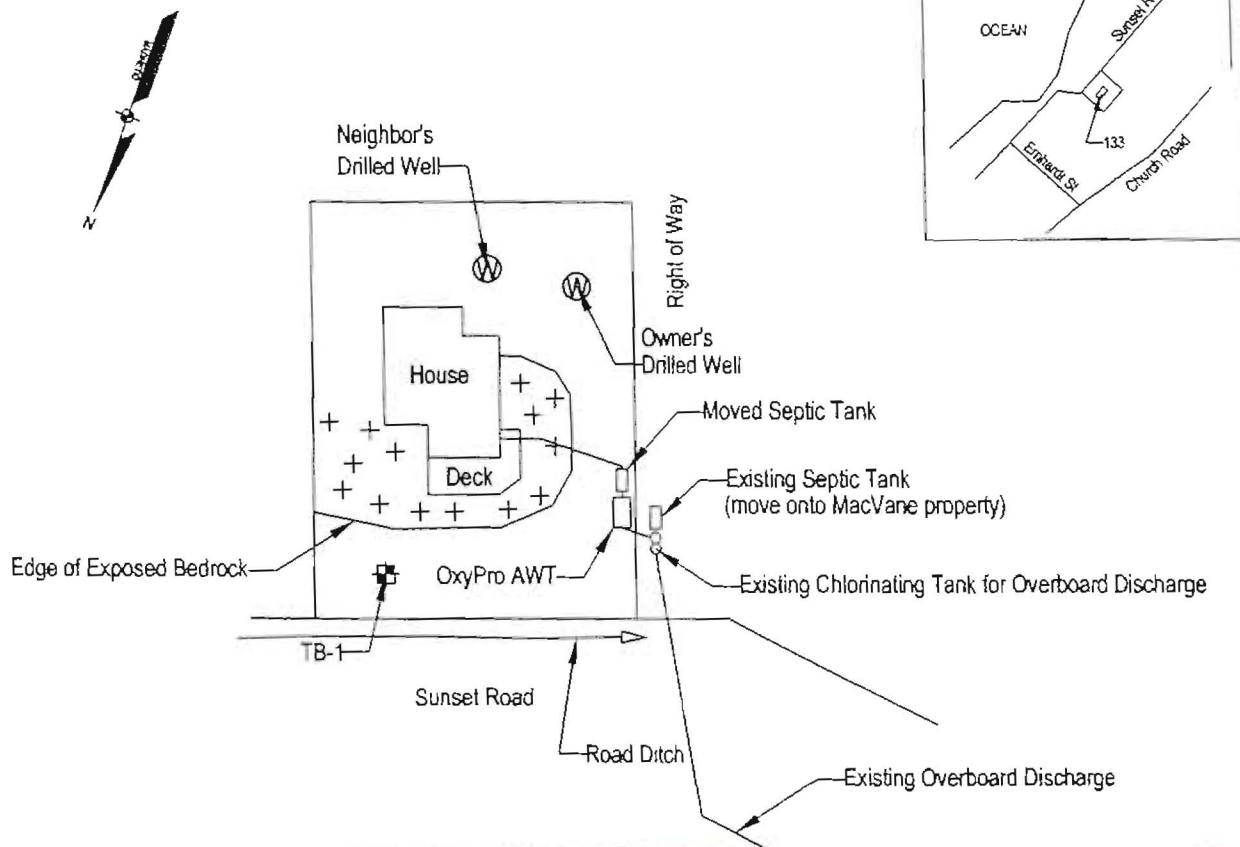 OCEAN
Sunset
133
Emhardt St
Church Road
N
Neighbor's
Drilled Well
W
W
Right of Way
Owner's
Drilled Well
House
Moved Septic Tank
Deck
Existing Septic Tank
(move onto MacVane property)
Edge of Exposed Bedrock
OxyPro AWT
Existing Chlorinating Tank for Overboard Discharge
TB-1
Sunset Road
Road Ditch
Existing Overboard Discharge